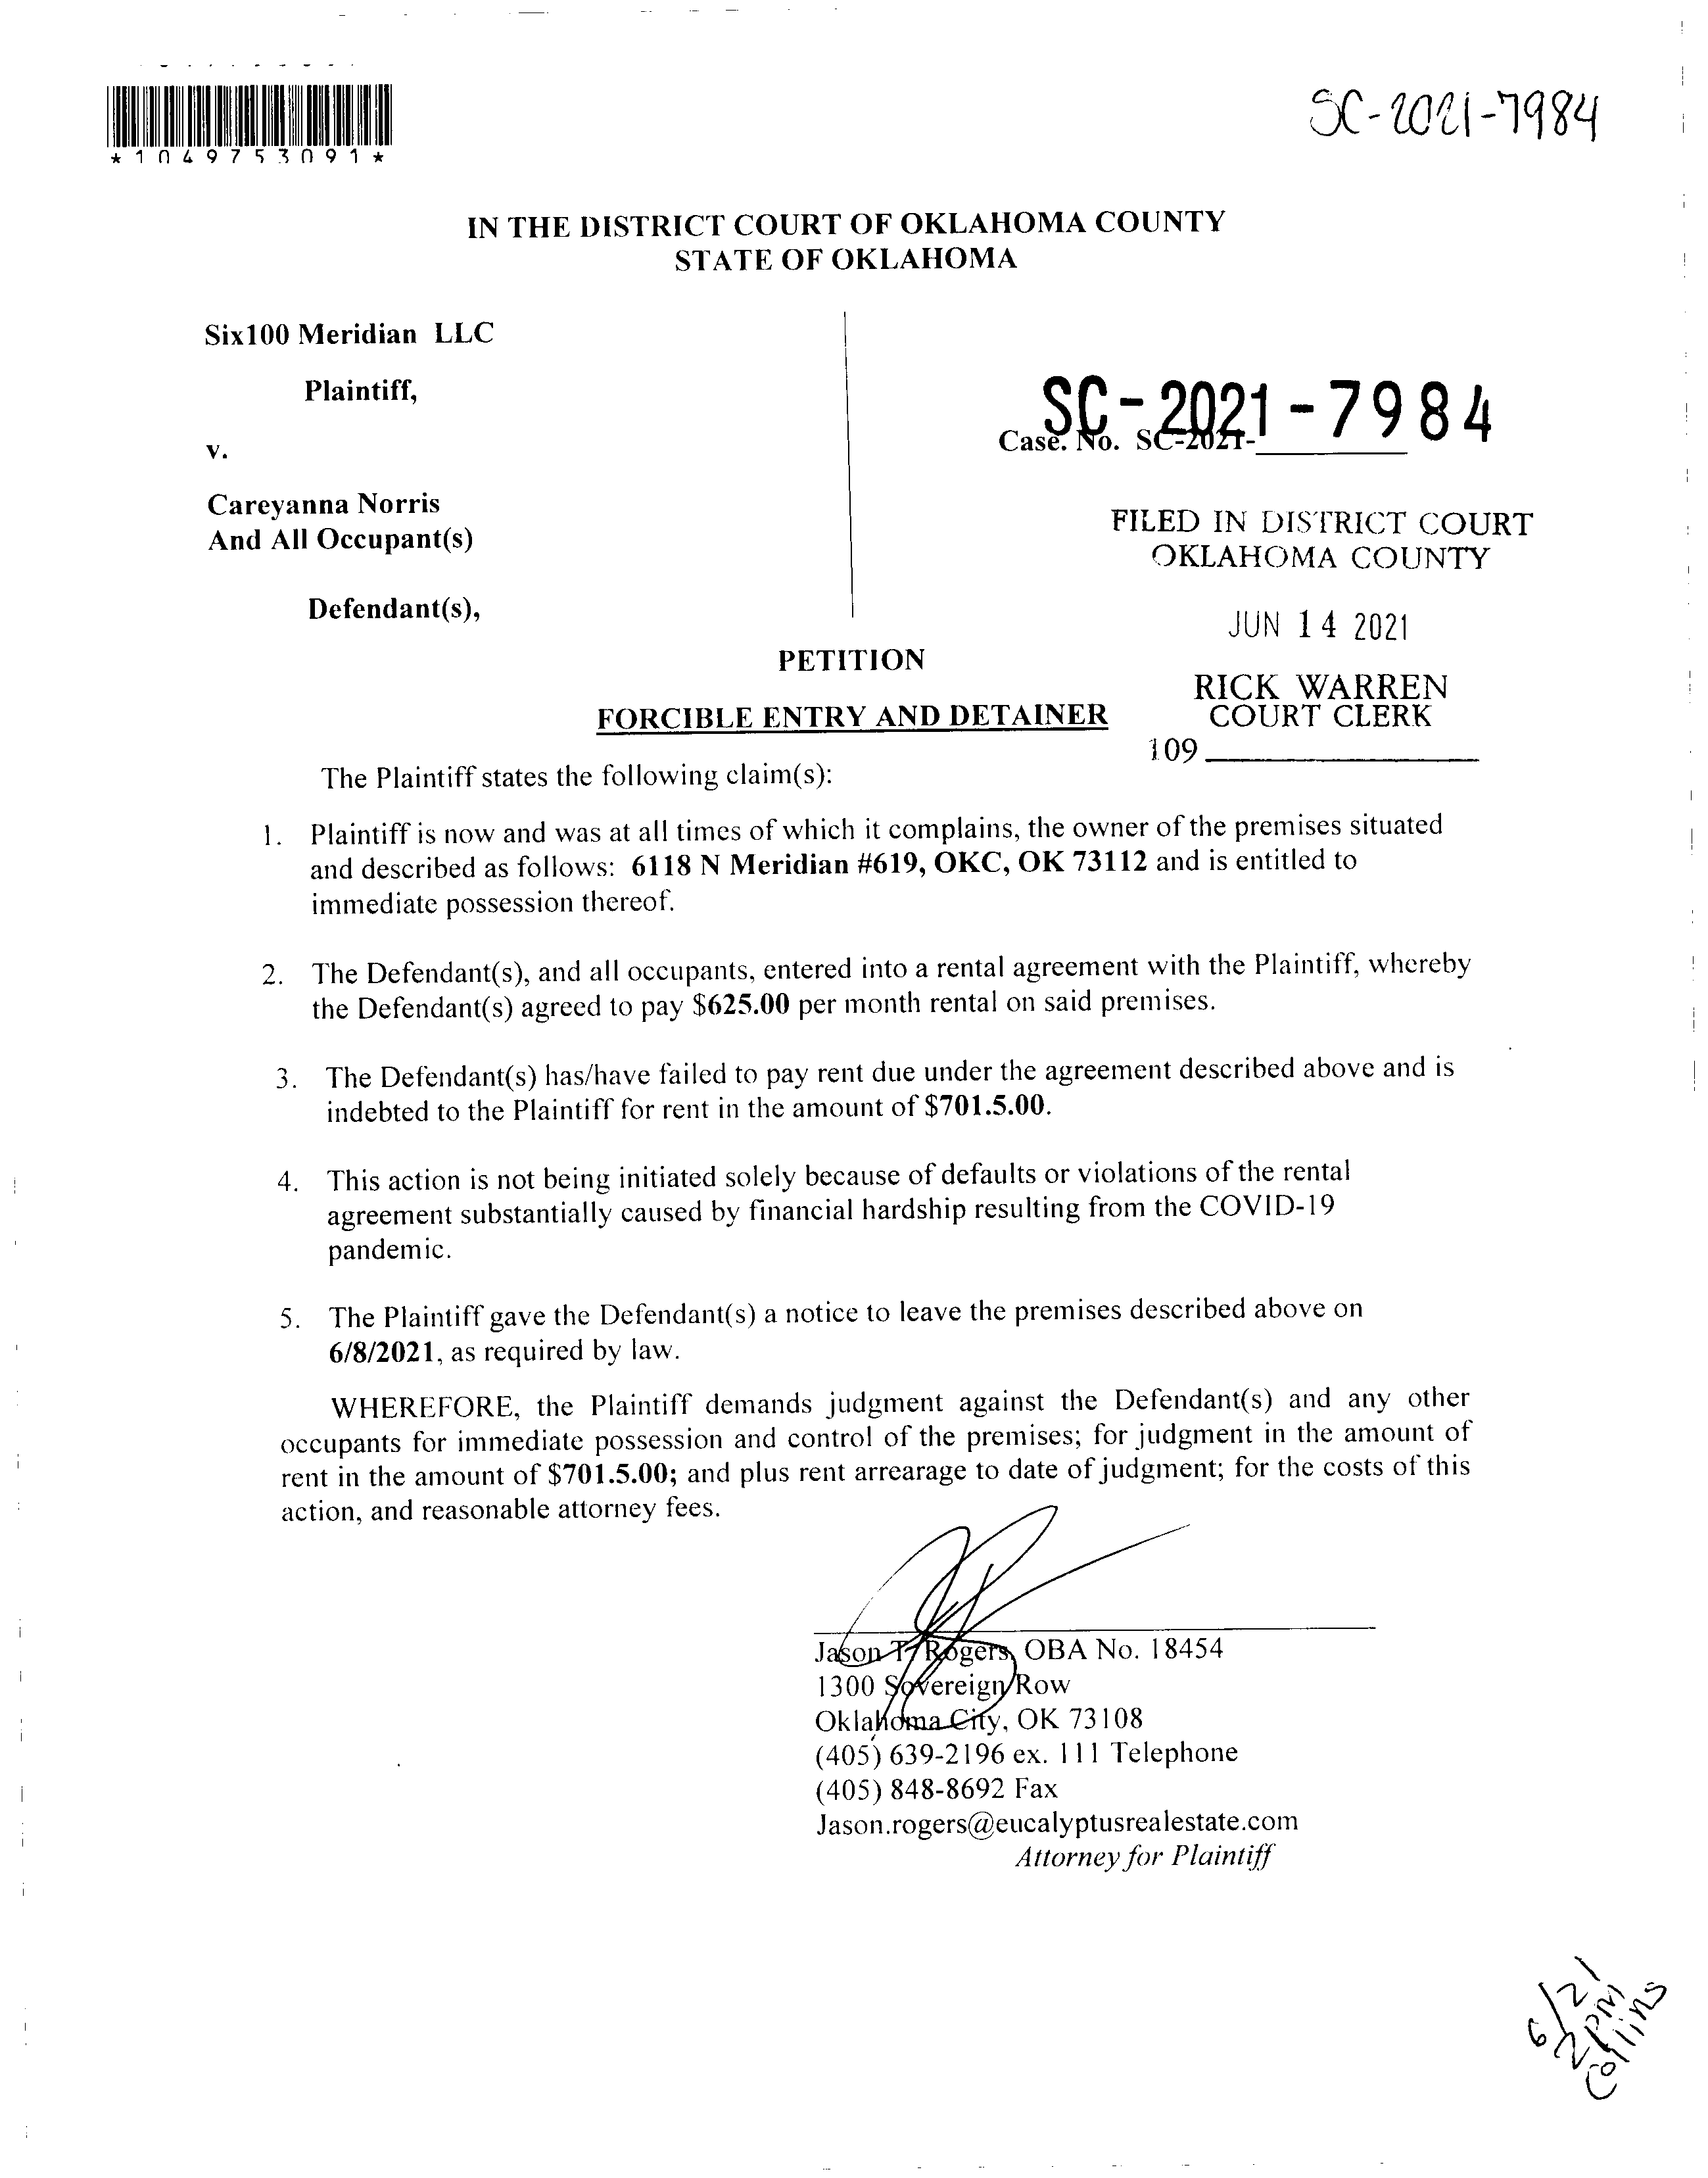 SC-2021-7984
*1049753091*
IN THE DISTRICT COURT OF OKLAHOMA COUNTY
STATE OF OKLAHOMA
Six100 Meridian LLC
Plaintiff,
v.
Careyanna Norris
And All Occupant(s)
Defendant(s),
SC-2021-7984
Case. No. SC-2021-
FILED IN DISTRICT COURT
OKLAHOMA COUNTY
JUN 14 2021
RICK WARREN
COURT CLERK
109
PETITION
FORCIBLE ENTRY AND DETAINER
The Plaintiff states the following claim(s):
1. Plaintiff is now and was at all times of which it complains, the owner of the premises situated
and described as follows: 6118 N Meridian #619, OKC, OK 73112 and is entitled to
immediate possession thereof.
2. The Defendant(s), and all occupants, entered into a rental agreement with the Plaintiff, whereby
the Defendant(s) agreed to pay $625.00 per month rental on said premises.
3. The Defendant(s) has/have failed to pay rent due under the agreement described above and is
indebted to the Plaintiff for rent in the amount of $701.5.00.
4. This action is not being initiated solely because of defaults or violations of the rental
agreement substantially caused by financial hardship resulting from the COVID-19
pandemic.
5. The Plaintiff gave the Defendant(s) a notice to leave the premises described above on
6/8/2021, as required by law.
WHEREFORE, the Plaintiff demands judgment against the Defendant(s) and any other
occupants for immediate possession and control of the premises; for judgment in the amount of
rent in the amount of $701.5.00; and plus rent arrearage to date of judgment; for the costs of this
action, and reasonable attorney fees.
Jason T. Rogers, OBA No. 18454
1300 Sovereign Row
Oklahoma City, OK 73108
(405) 639-2196 ex. 111 Telephone
(405) 848-8692 Fax
Jason.rogers@eucalyptusrealestate.com
Attorney for Plaintiff
6/21
2PM
Collins